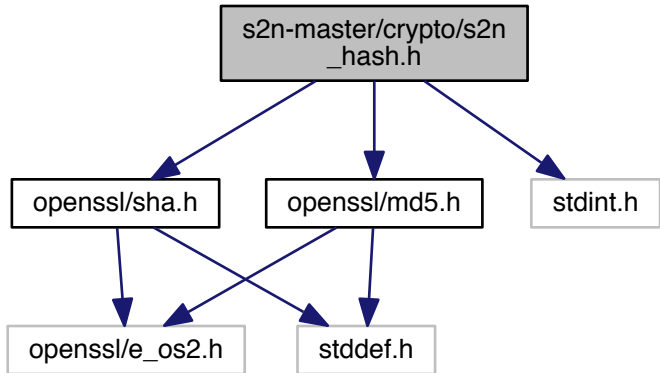 s2n-master/crypto/s2n
_hash.h
openssl/sha.h
openssl/md5.h
stdint.h
openssl/e_os2.h
stddef.h